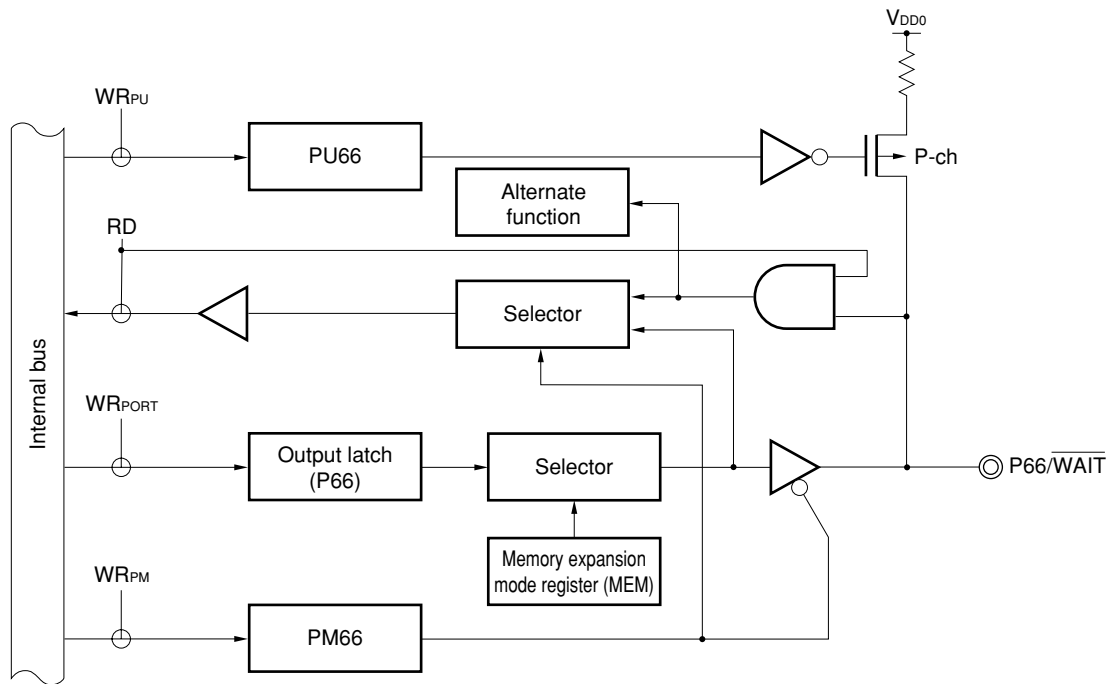 VDD0
WRPU
PU66
P-ch
Alternate
function
RD
Selector
Internal bus
WRPORT
Output latch
(P66)
Selector
P66/WAIT
Memory expansion
mode register (MEM)
WRPM
PM66